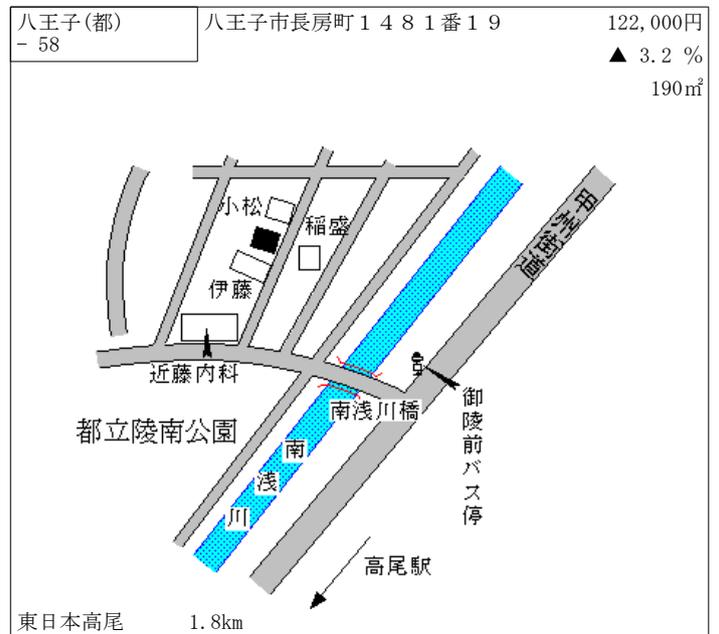 八王子(都)
- 58
八王子市長房町１４８１番１９
122,000円
▲ 3.2 %
190㎡
甲州街道
小松
稲盛
伊藤
近藤内科
南浅川橋
御陵前バス停
都立陵南公園
南浅川
高尾駅
東日本高尾 1.8km